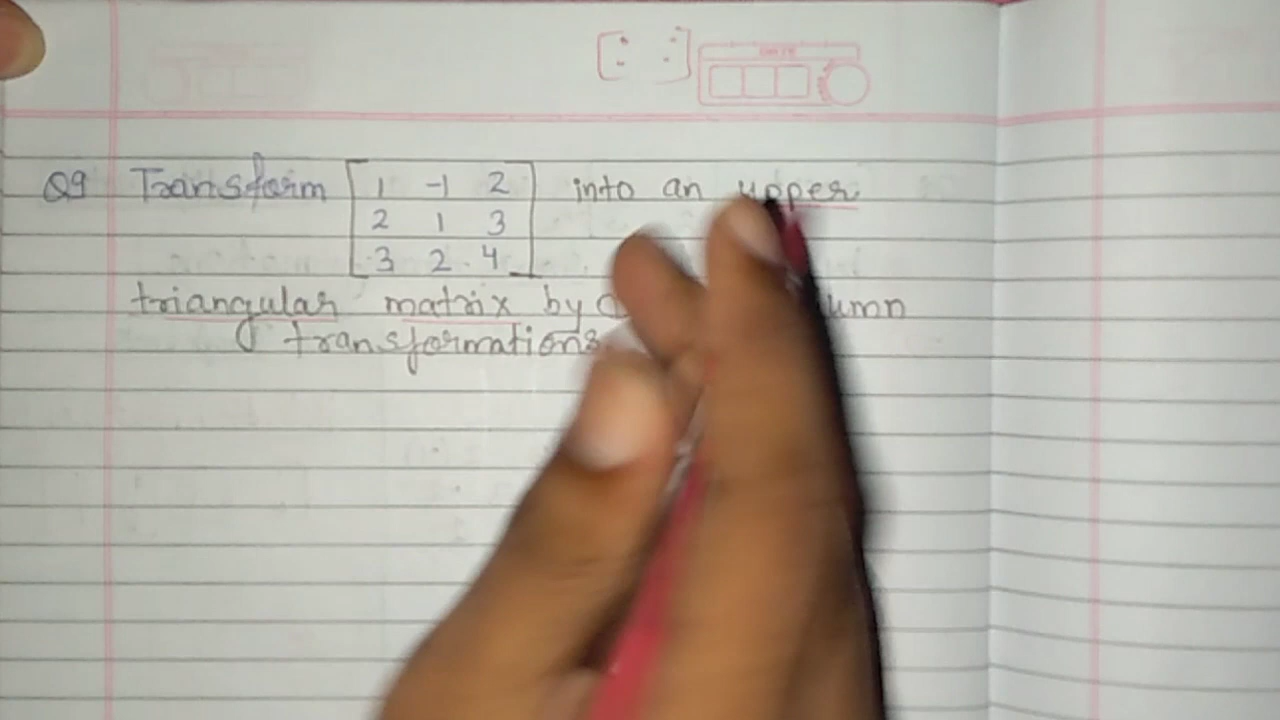 Q9 Transform [ 1 -1 2 ] into an upper
2 1 3
3 2 4
triangular matrix by
transformations